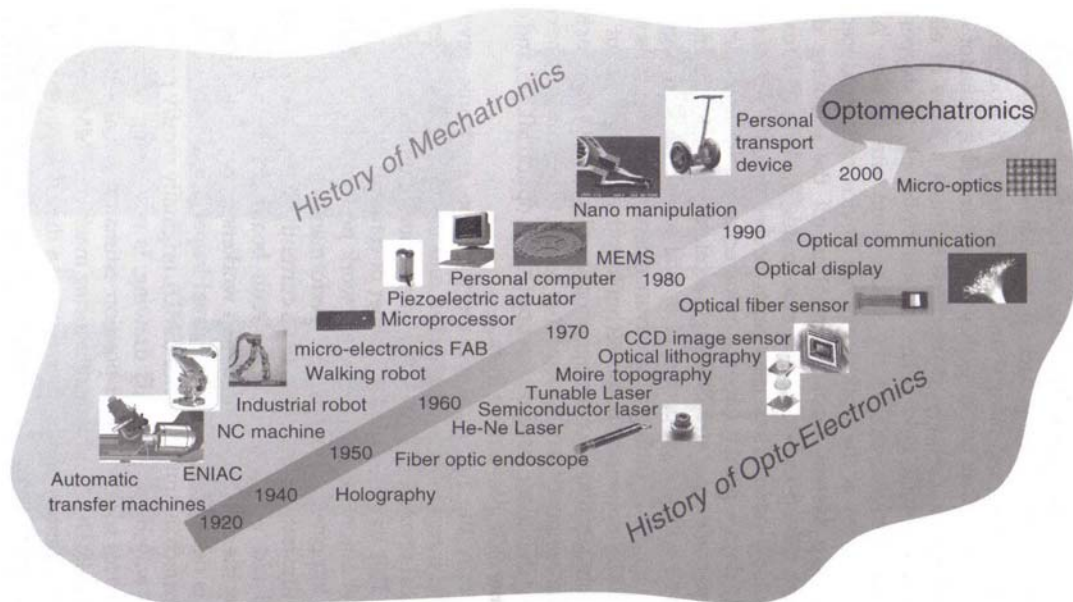 History of Mechatronics
Optomechatronics
Personal
transport
device
2000
Micro-optics
Nano manipulation
1990
Optical communication
MEMS
Optical display
Personal computer
1980
Piezoelectric actuator
Optical fiber sensor
Microprocessor
1970
CCD image sensor
micro-electronics FAB
Optical lithography
Walking robot
Moire topography
Tunable Laser
Industrial robot
1960
Semiconductor laser
NC machine
He-Ne Laser
1950
Fiber optic endoscope
ENIAC
Automatic
transfer machines
1940
Holography
1920
History of Opto-Electronics